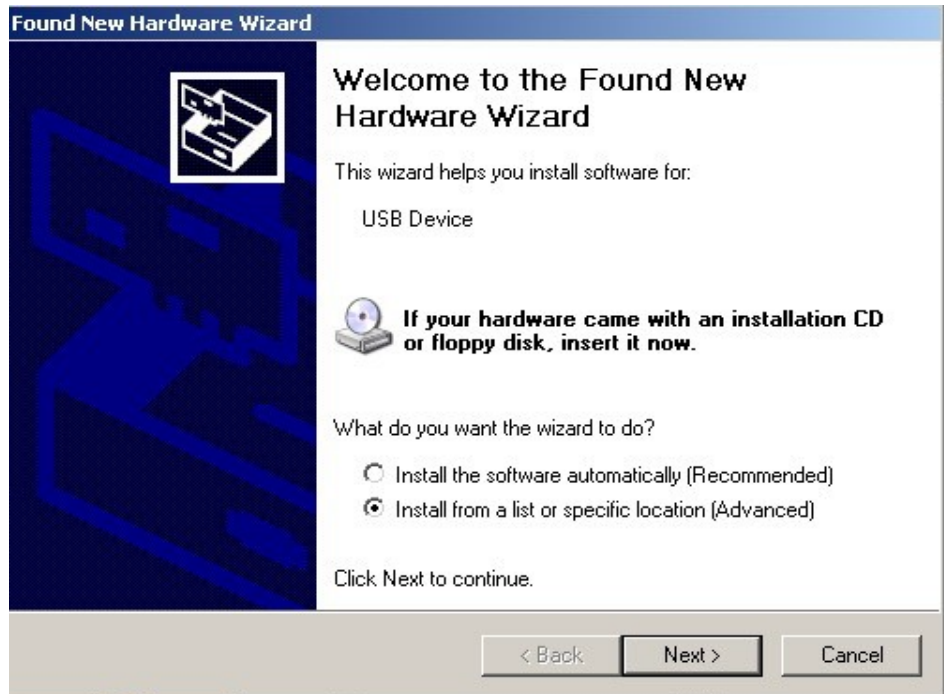 Found New Hardware Wizard
Welcome to the Found New
Hardware Wizard
This wizard helps you install software for:
USB Device
If your hardware came with an installation CD
or floppy disk, insert it now.
What do you want the wizard to do?
Install the software automatically (Recommended)
Install from a list or specific location (Advanced)
Click Next to continue.
< Back
Next >
Cancel